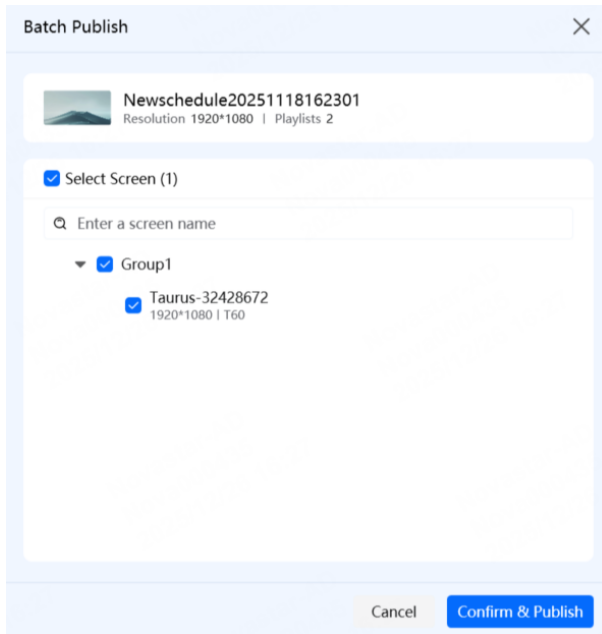 Batch Publish
Newschedule20251118162301
Resolution 1920*1080 | Playlists 2
Select Screen (1)
Enter a screen name
Group1
Taurus-32428672
1920*1080 | T60
Cancel
Confirm & Publish